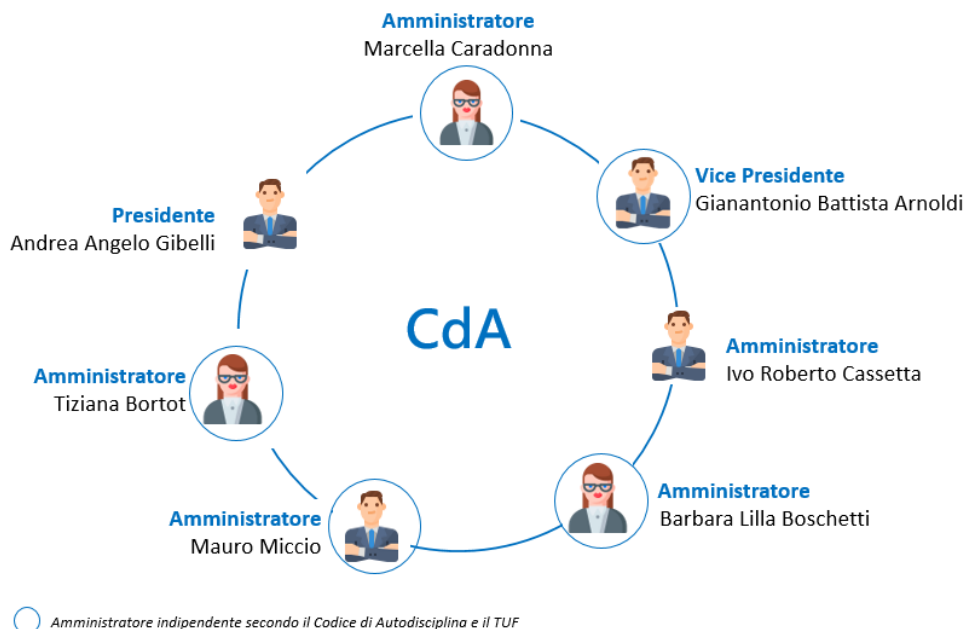 Amministratore
Marcella Caradonna
Vice Presidente
Gianantonio Battista Arnoldi
Presidente
Andrea Angelo Gibelli
CdA
Amministratore
Ivo Roberto Cassetta
Amministratore
Tiziana Bortot
Amministratore
Barbara Lilla Boschetti
Amministratore
Mauro Miccio
Amministratore indipendente secondo il Codice di Autodisciplina e il TUF